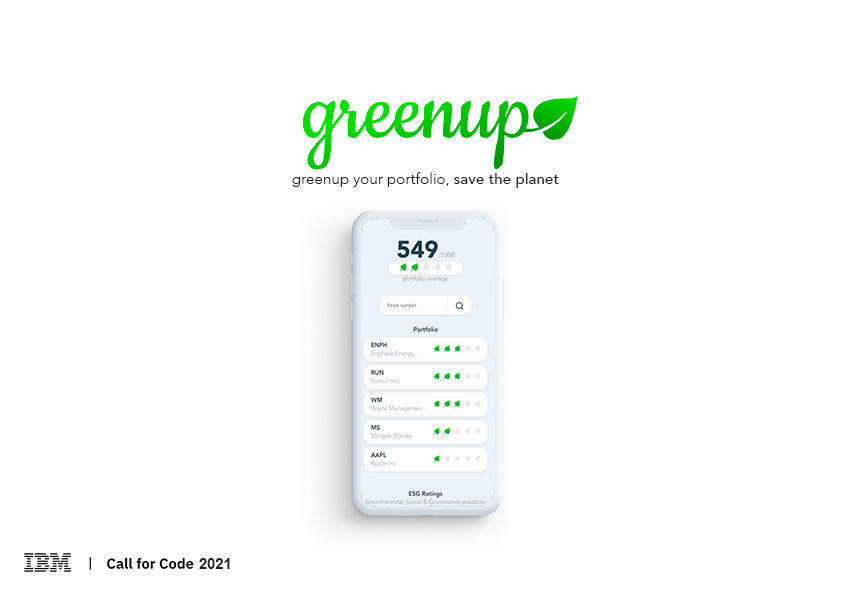 greenup
greenup your portfolio, save the planet
549/1000
portfolio average
Stock symbol
Portfolio
ENPH
Enphase Energy...
RUN
Sunrun Inc.
WM
Waste Managemen...
MS
Morgan Stanley
AAPL
Apple Inc.
ESG Ratings
Environmental, Social & Governance practices
IBM | Call for Code 2021